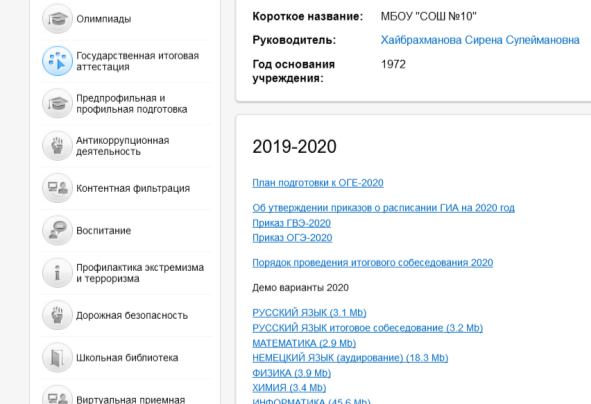 Олимпиады
Государственная итоговая
аттестация
Предпрофильная и
профильная подготовка
Антикоррупционная
деятельность
Контентная фильтрация
Воспитание
Профилактика экстремизма
и терроризма
Дорожная безопасность
Школьная библиотека
Виртуальная приемная
Короткое название: МБОУ "СОШ №10"
Руководитель: Хайбрахманова Сирена Сулеймановна
Год основания 1972
учреждения:
2019-2020
План подготовки к ОГЕ-2020
Об утверждении приказов о расписании ГИА на 2020 год
Приказ ГВЭ-2020
Приказ ОГЭ-2020
Порядок проведения итогового собеседования 2020
Демо варианты 2020
РУССКИЙ ЯЗЫК (3.1 Mb)
РУССКИЙ ЯЗЫК итоговое собеседование (3.2 Mb)
МАТЕМАТИКА (2.9 Mb)
НЕМЕЦКИЙ ЯЗЫК (аудирование) (18.3 Mb)
ФИЗИКА (3.9 Mb)
ХИМИЯ (3.4 Mb)
ИНФОРМАТИКА (45.6 Mb)